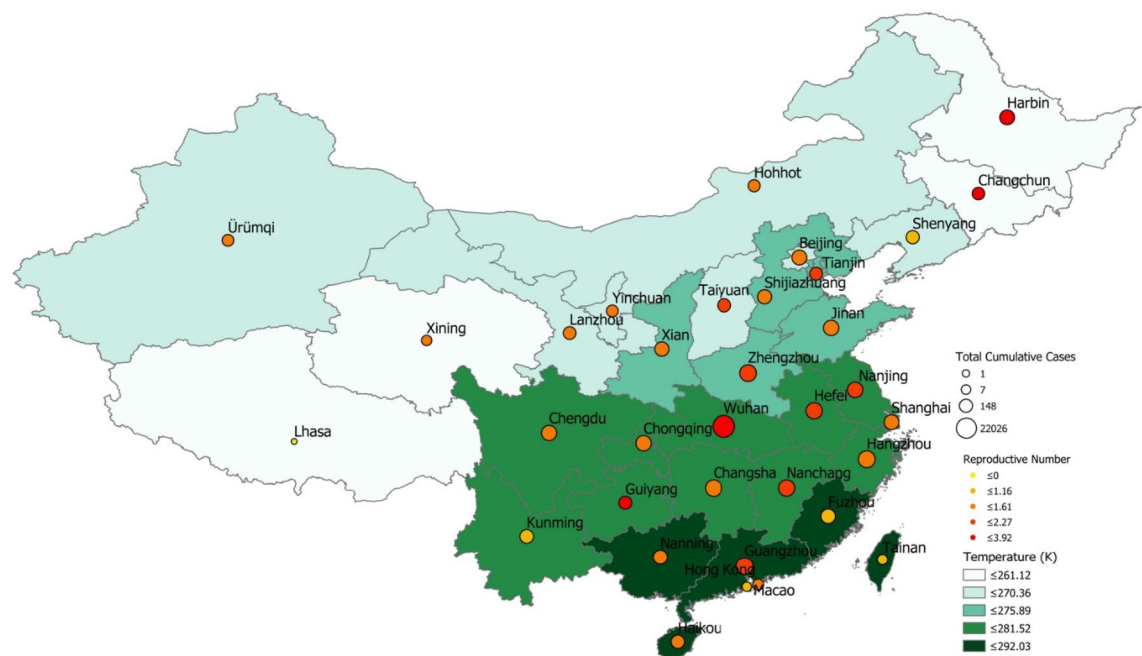 Harbin
Changchun
Hohhot
Shenyang
Ürümqi
Beijing
Tianjin
Shijiazhuang
Taiyuan
Yinchuan
Lanzhou
Xining
Xian
Jinan
Zhengzhou
Nanjing
Hefei
Shanghai
Wuhan
Chengdu
Chongqing
Hangzhou
Lhasa
Changsha
Nanchang
Guiyang
Fuzhou
Kunming
Nanning
Guangzhou
Tainan
Hong Kong
Macao
Haikou
Total Cumulative Cases
1
7
148
22026
Reproductive Number
≤0
≤1.16
≤1.61
≤2.27
≤3.92
Temperature (K)
≤261.12
≤270.36
≤275.89
≤281.52
≤292.03